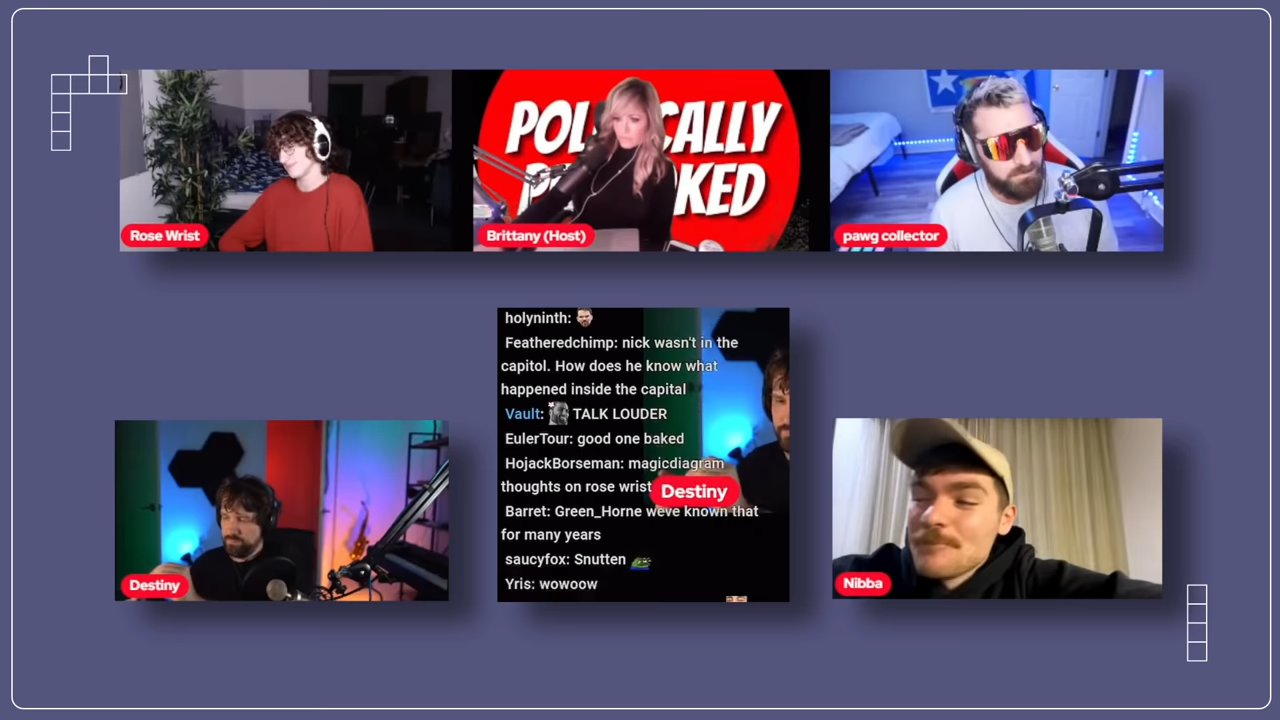 POLITICALLY
PROVOKED
Rose Wrist
Brittany (Host)
pawg collector
holyninth:
Featheredchimp: nick wasn't in the
capitol. How does he know what
happened inside the capital
Vault: TALK LOUDER
EulerTour: good one baked
HojackBorseman: magicdiagram
thoughts on rose wrist
Destiny
Barret: Green_Horne weve known that
for many years
saucyfox: Snutten
Yris: wowoow
Destiny
Nibba